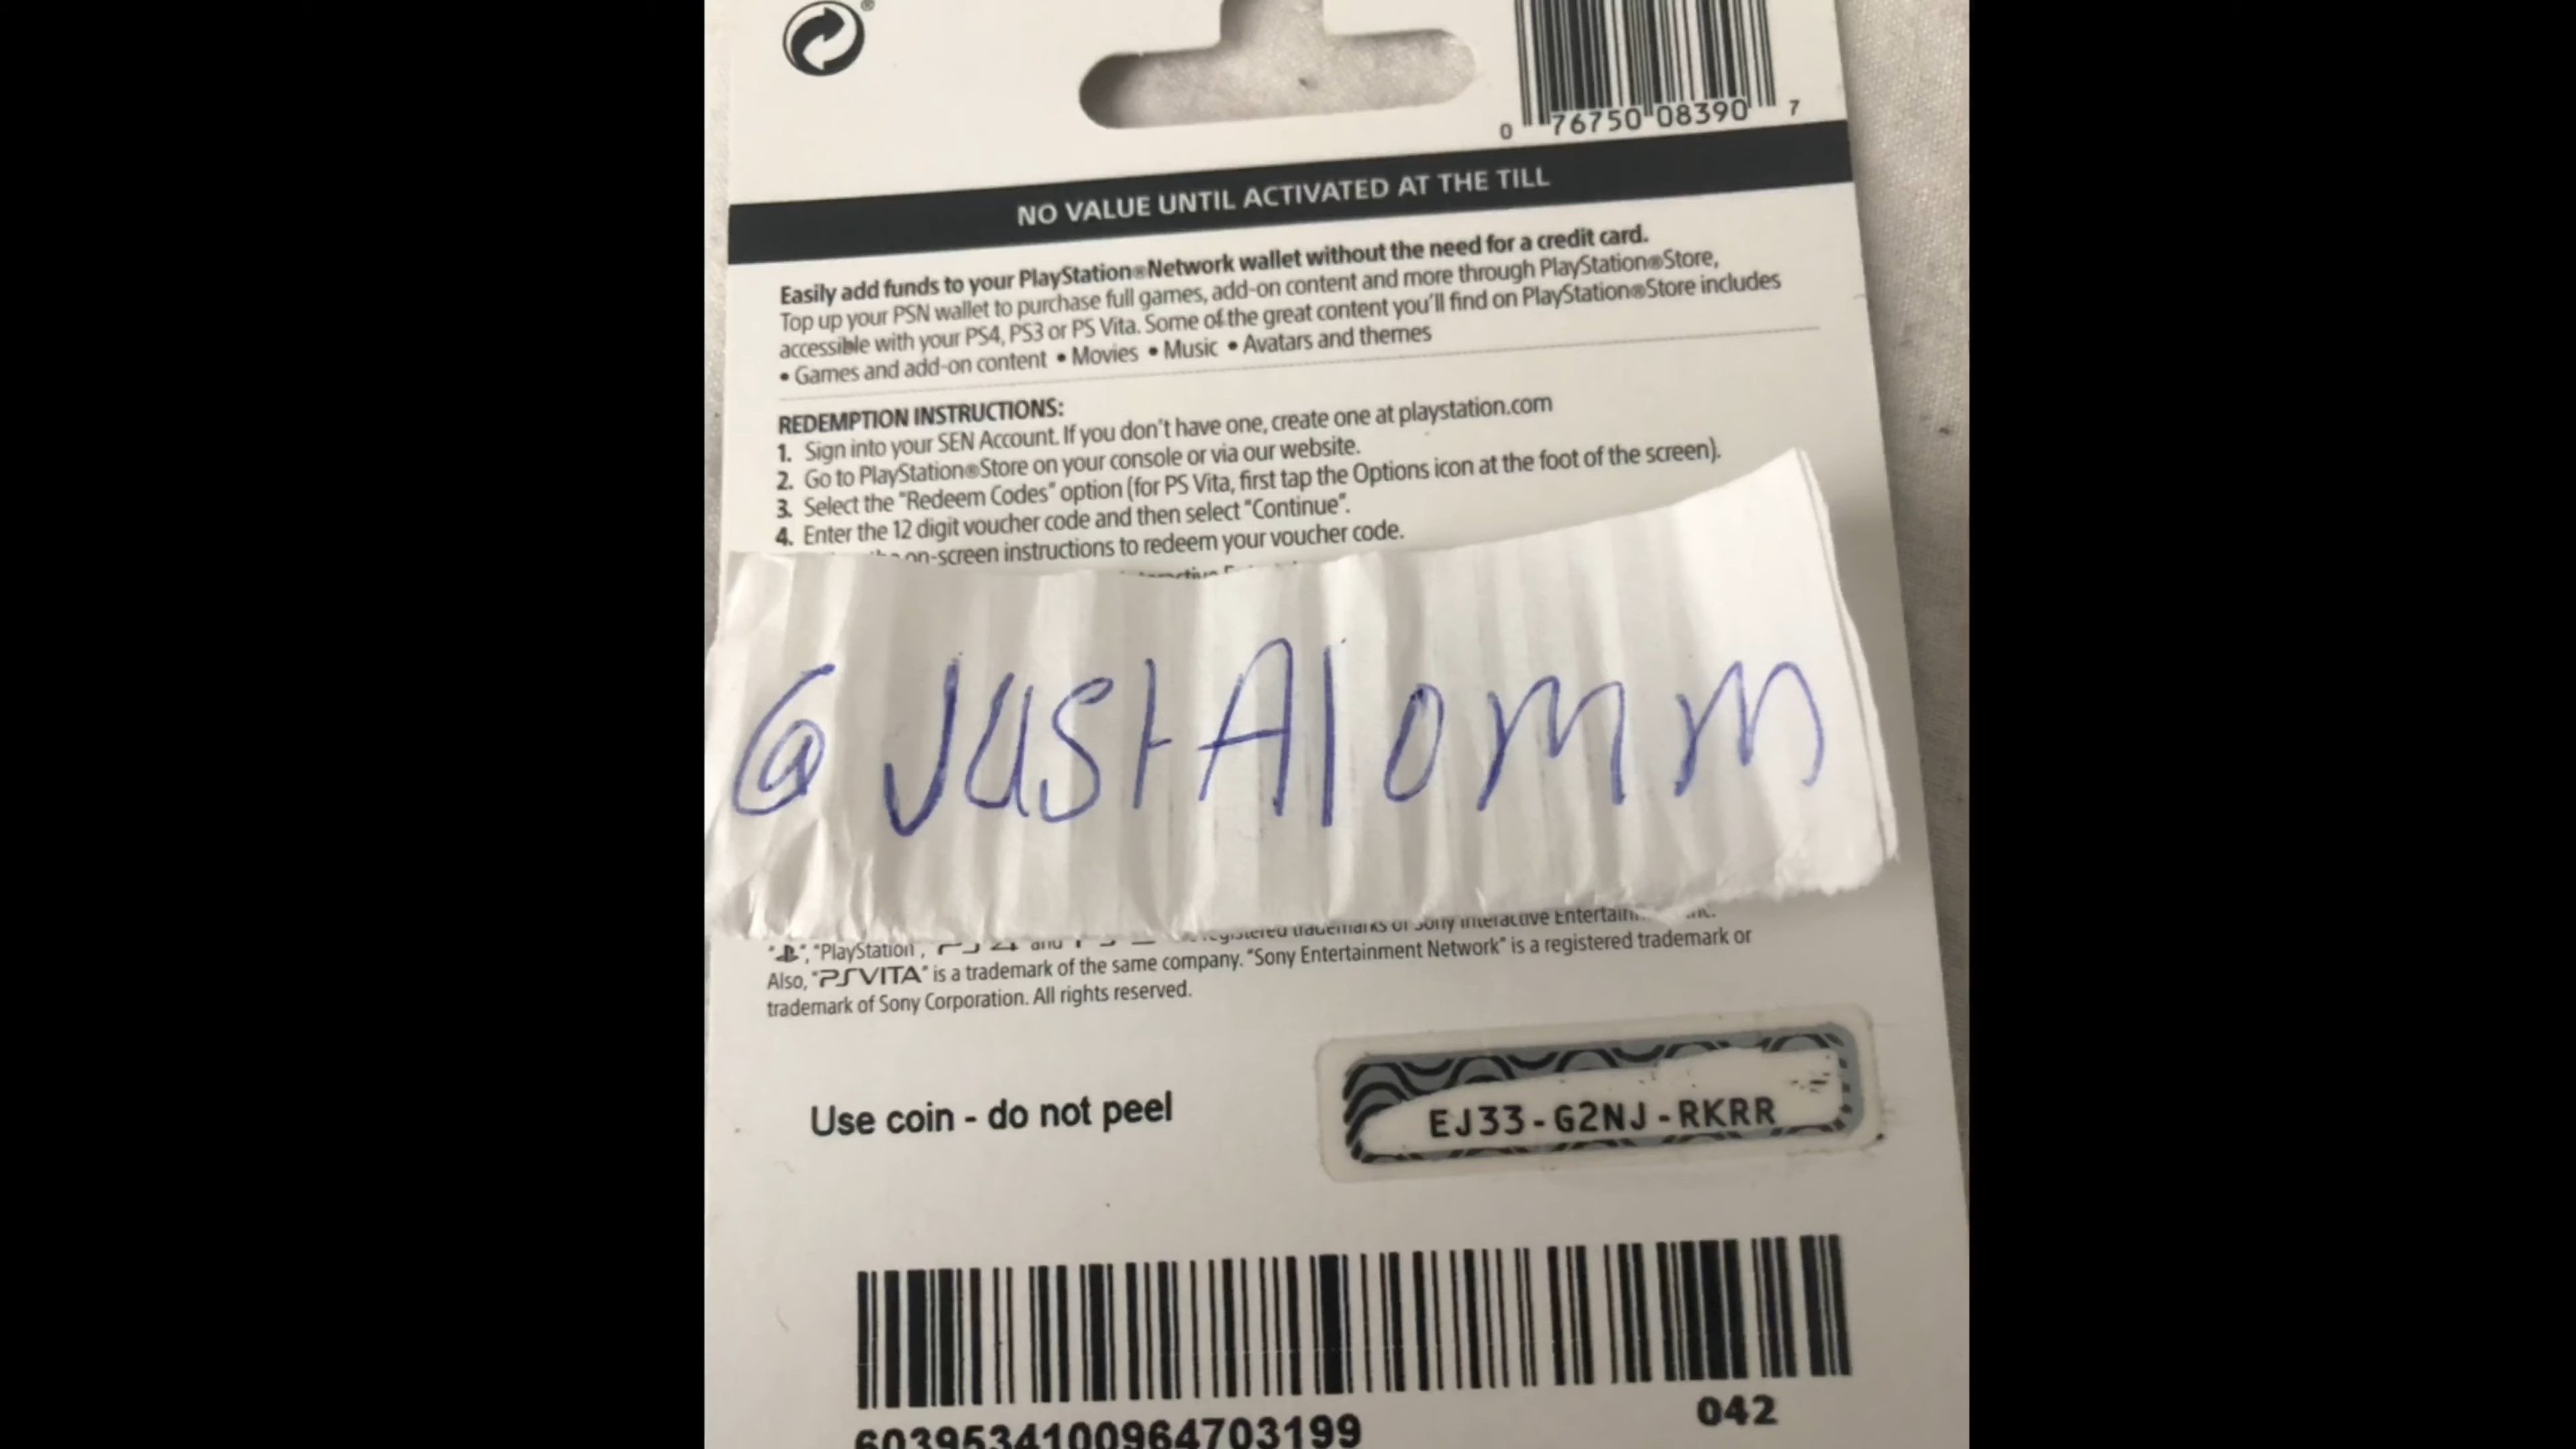 ®
0 76750 08390 7
NO VALUE UNTIL ACTIVATED AT THE TILL
Easily add funds to your PlayStation®Network wallet without the need for a credit card.
Top up your PSN wallet to purchase full games, add-on content and more through PlayStation®Store,
accessible with your PS4, PS3 or PS Vita. Some of the great content you'll find on PlayStation®Store includes
• Games and add-on content • Movies • Music • Avatars and themes
REDEMPTION INSTRUCTIONS:
1. Sign into your SEN Account. If you don't have one, create one at playstation.com
2. Go to PlayStation®Store on your console or via our website.
3. Select the "Redeem Codes" option (for PS Vita, first tap the Options icon at the foot of the screen).
4. Enter the 12 digit voucher code and then select "Continue".
on-screen instructions to redeem your voucher code.
@JustAlomm
"PlayStation", and registered trademarks of Sony Interactive Entertainment Inc.
Also, "PSVITA" is a trademark of the same company. "Sony Entertainment Network" is a registered trademark or
trademark of Sony Corporation. All rights reserved.
Use coin - do not peel
EJ33-G2NJ-RKRR
6039534100964703199
042